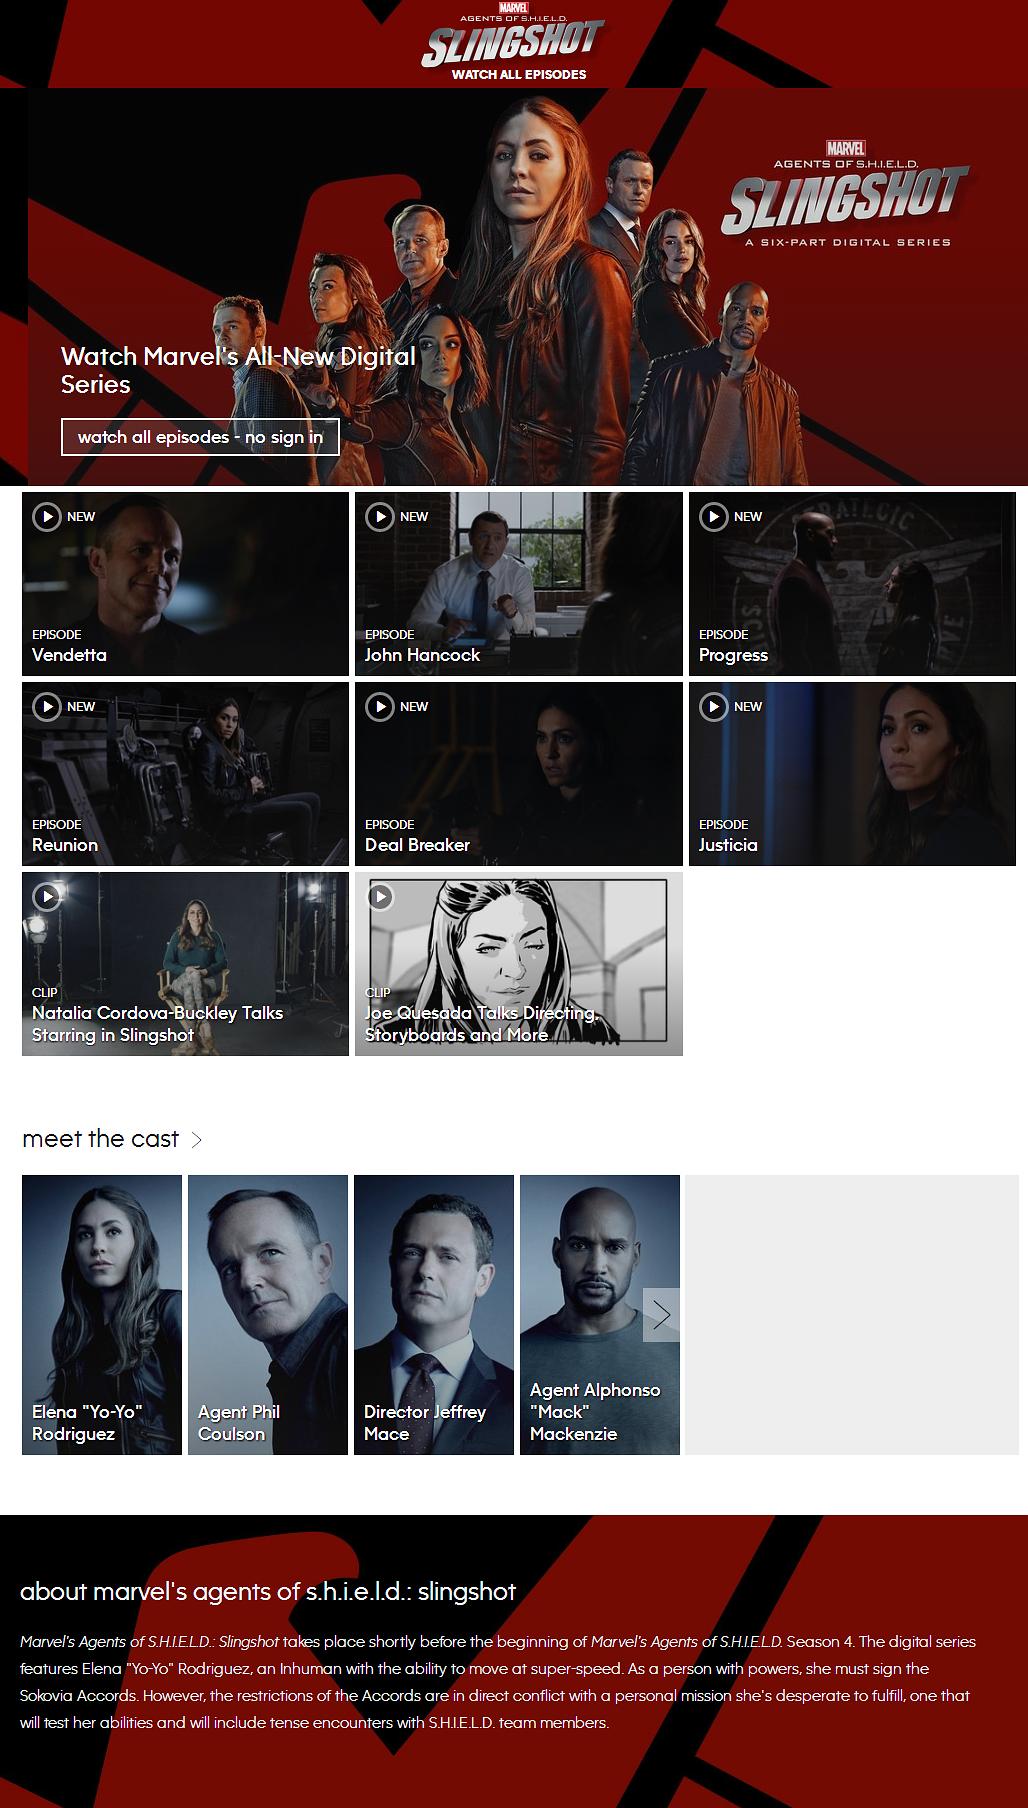 MARVEL
AGENTS OF S.H.I.E.L.D.
SLINGSHOT
WATCH ALL EPISODES
MARVEL
AGENTS OF S.H.I.E.L.D.
SLINGSHOT
A SIX-PART DIGITAL SERIES
Watch Marvel's All-New Digital
Series
watch all episodes - no sign in
NEW
EPISODE
Vendetta
NEW
EPISODE
John Hancock
NEW
STRATEGIC
EPISODE
Progress
NEW
EPISODE
Reunion
NEW
EPISODE
Deal Breaker
NEW
EPISODE
Justicia
CLIP
Natalia Cordova-Buckley Talks
Starring in Slingshot
CLIP
Joe Quesada Talks Directing,
Storyboards and More
meet the cast
Elena "Yo-Yo"
Rodriguez
Agent Phil
Coulson
Director Jeffrey
Mace
Agent Alphonso
"Mack"
Mackenzie
about marvel's agents of s.h.i.e.l.d.: slingshot
Marvel's Agents of S.H.I.E.L.D.: Slingshot takes place shortly before the beginning of Marvel's Agents of S.H.I.E.L.D. Season 4. The digital series
features Elena "Yo-Yo" Rodriguez, an Inhuman with the ability to move at super-speed. As a person with powers, she must sign the
Sokovia Accords. However, the restrictions of the Accords are in direct conflict with a personal mission she's desperate to fulfill, one that
will test her abilities and will include tense encounters with S.H.I.E.L.D. team members.